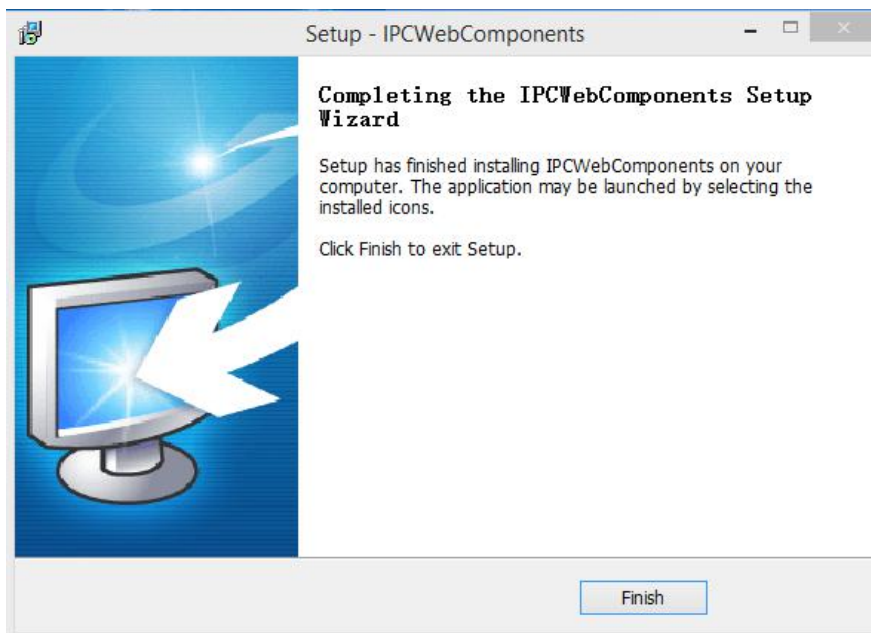 Setup - IPCWebComponents
Completing the IPCWebComponents Setup
Wizard
Setup has finished installing IPCWebComponents on your
computer. The application may be launched by selecting the
installed icons.
Click Finish to exit Setup.
Finish